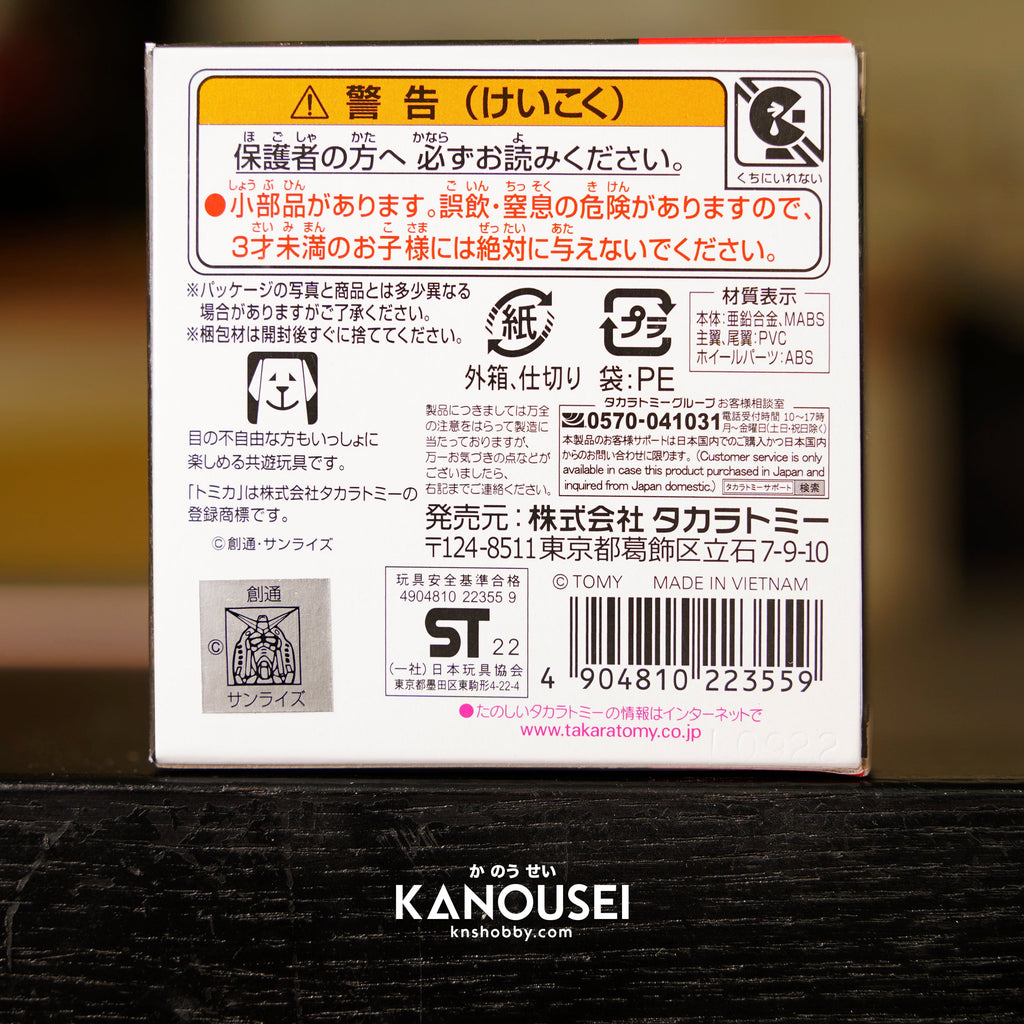 ⚠警告（けいこく）
保護者の方へ 必ずお読みください。
ほごしゃ かた かなら よ
くちにいれない
●小部品があります。誤飲・窒息の危険がありますので、
しょうぶひん ごいん ちっそく きけん
3才未満のお子様には絶対に与えないでください。
さいみまん こさま ぜったい あた
※パッケージの写真と商品とは多少異なる
場合がありますがご了承ください。
※梱包材は開封後すぐに捨ててください。
紙
外箱、仕切り
プラ
袋：PE
材質表示
本体：亜鉛合金、MABS
主翼、尾翼：PVC
ホイールパーツ：ABS
目の不自由な方もいっしょに
楽しめる共遊玩具です。
「トミカ」は株式会社タカラトミーの
登録商標です。
©創通・サンライズ
製品につきましては万全
の注意をはらって製造に
当たっておりますが、
万一お気づきの点などが
ございましたら、
右記までご連絡ください。
タカラトミーグループお客様相談室
0570-041031 電話受付時間 10～17時
月～金曜日(土日・祝日除く)
本製品のお客様サポートは日本国内でのご購入かつ日本国内
からのお問い合わせに限ります。(Customer service is only
available in case this product purchased in Japan and
inquired from Japan domestic.) タカラトミーサポート 検索
発売元：株式会社 タカラトミー
〒124-8511東京都葛飾区立石7-9-10
創通
©
サンライズ
玩具安全基準合格
4904810 22355 9
ST 22
(一社)日本玩具協会
東京都墨田区東駒形4-22-4
© TOMY MADE IN VIETNAM
4 904810 223559
●たのしいタカラトミーの情報はインターネットで
www.takaratomy.co.jp
かのうせい
KANOUSEI
knshobby.com